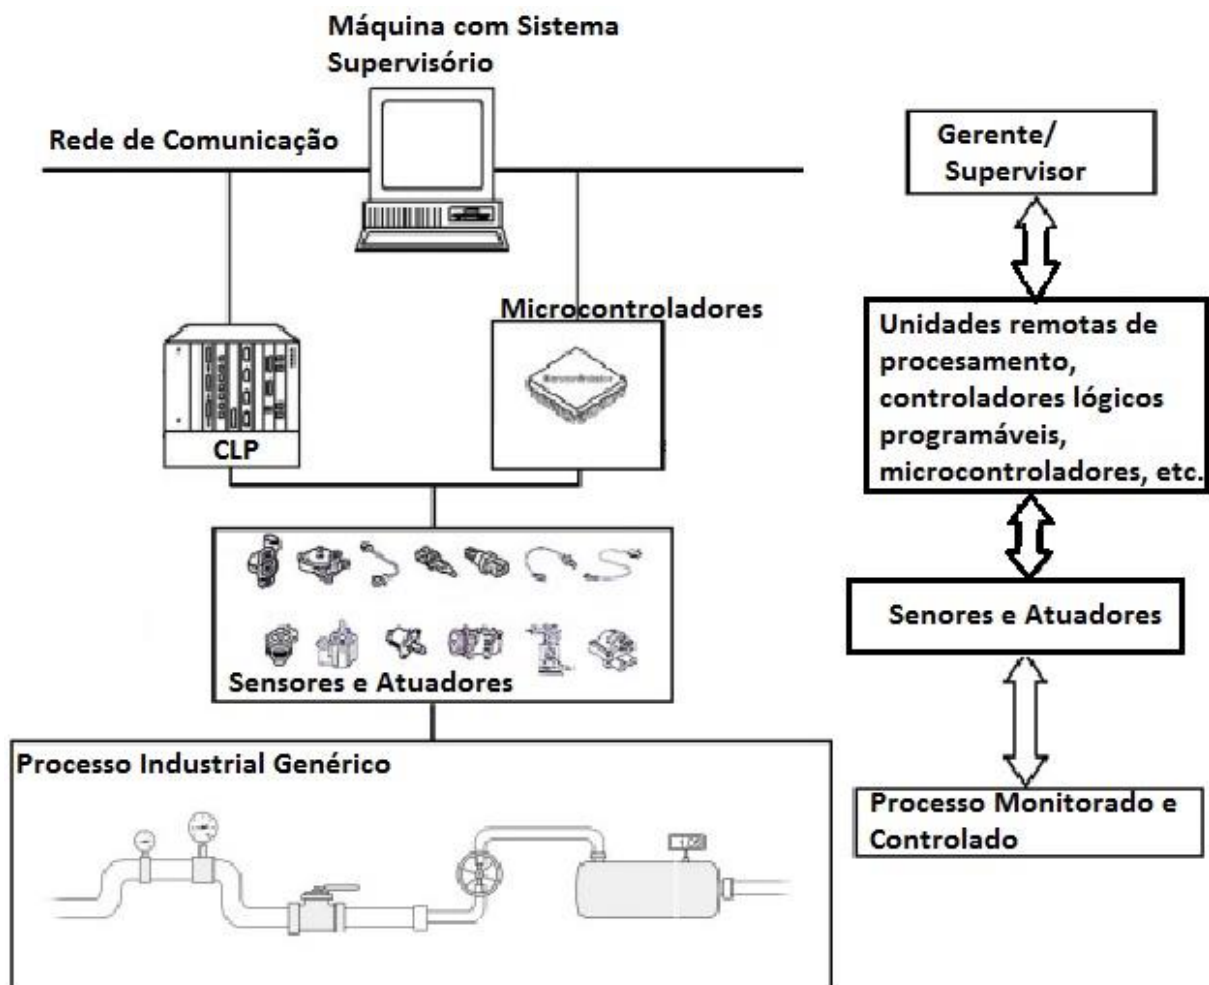 Máquina com Sistema
Supervisório
Rede de Comunicação
Microcontroladores
CLP
Sensores e Atuadores
Processo Industrial Genérico
Gerente/
Supervisor
Unidades remotas de
procesamento,
controladores lógicos
programáveis,
microcontroladores, etc.
Senores e Atuadores
Processo Monitorado e
Controlado